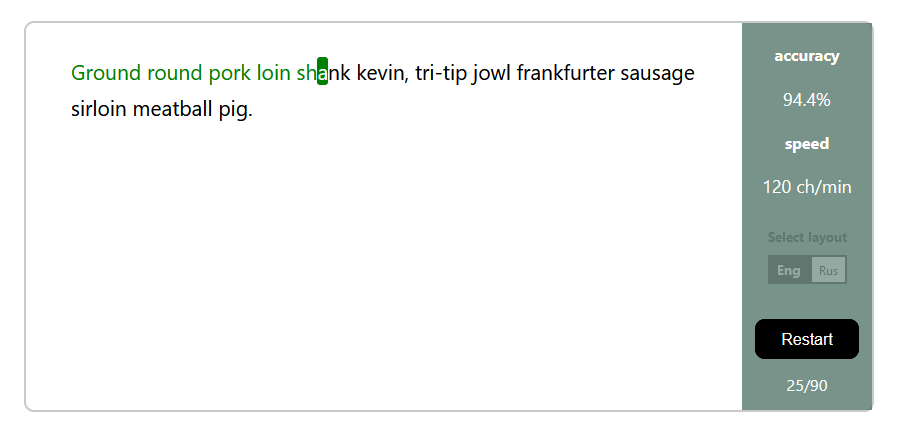 Ground round pork loin shank kevin, tri-tip jowl frankfurter sausage
sirloin meatball pig.
accuracy
94.4%
speed
120 ch/min
Select layout
Eng Rus
Restart
25/90